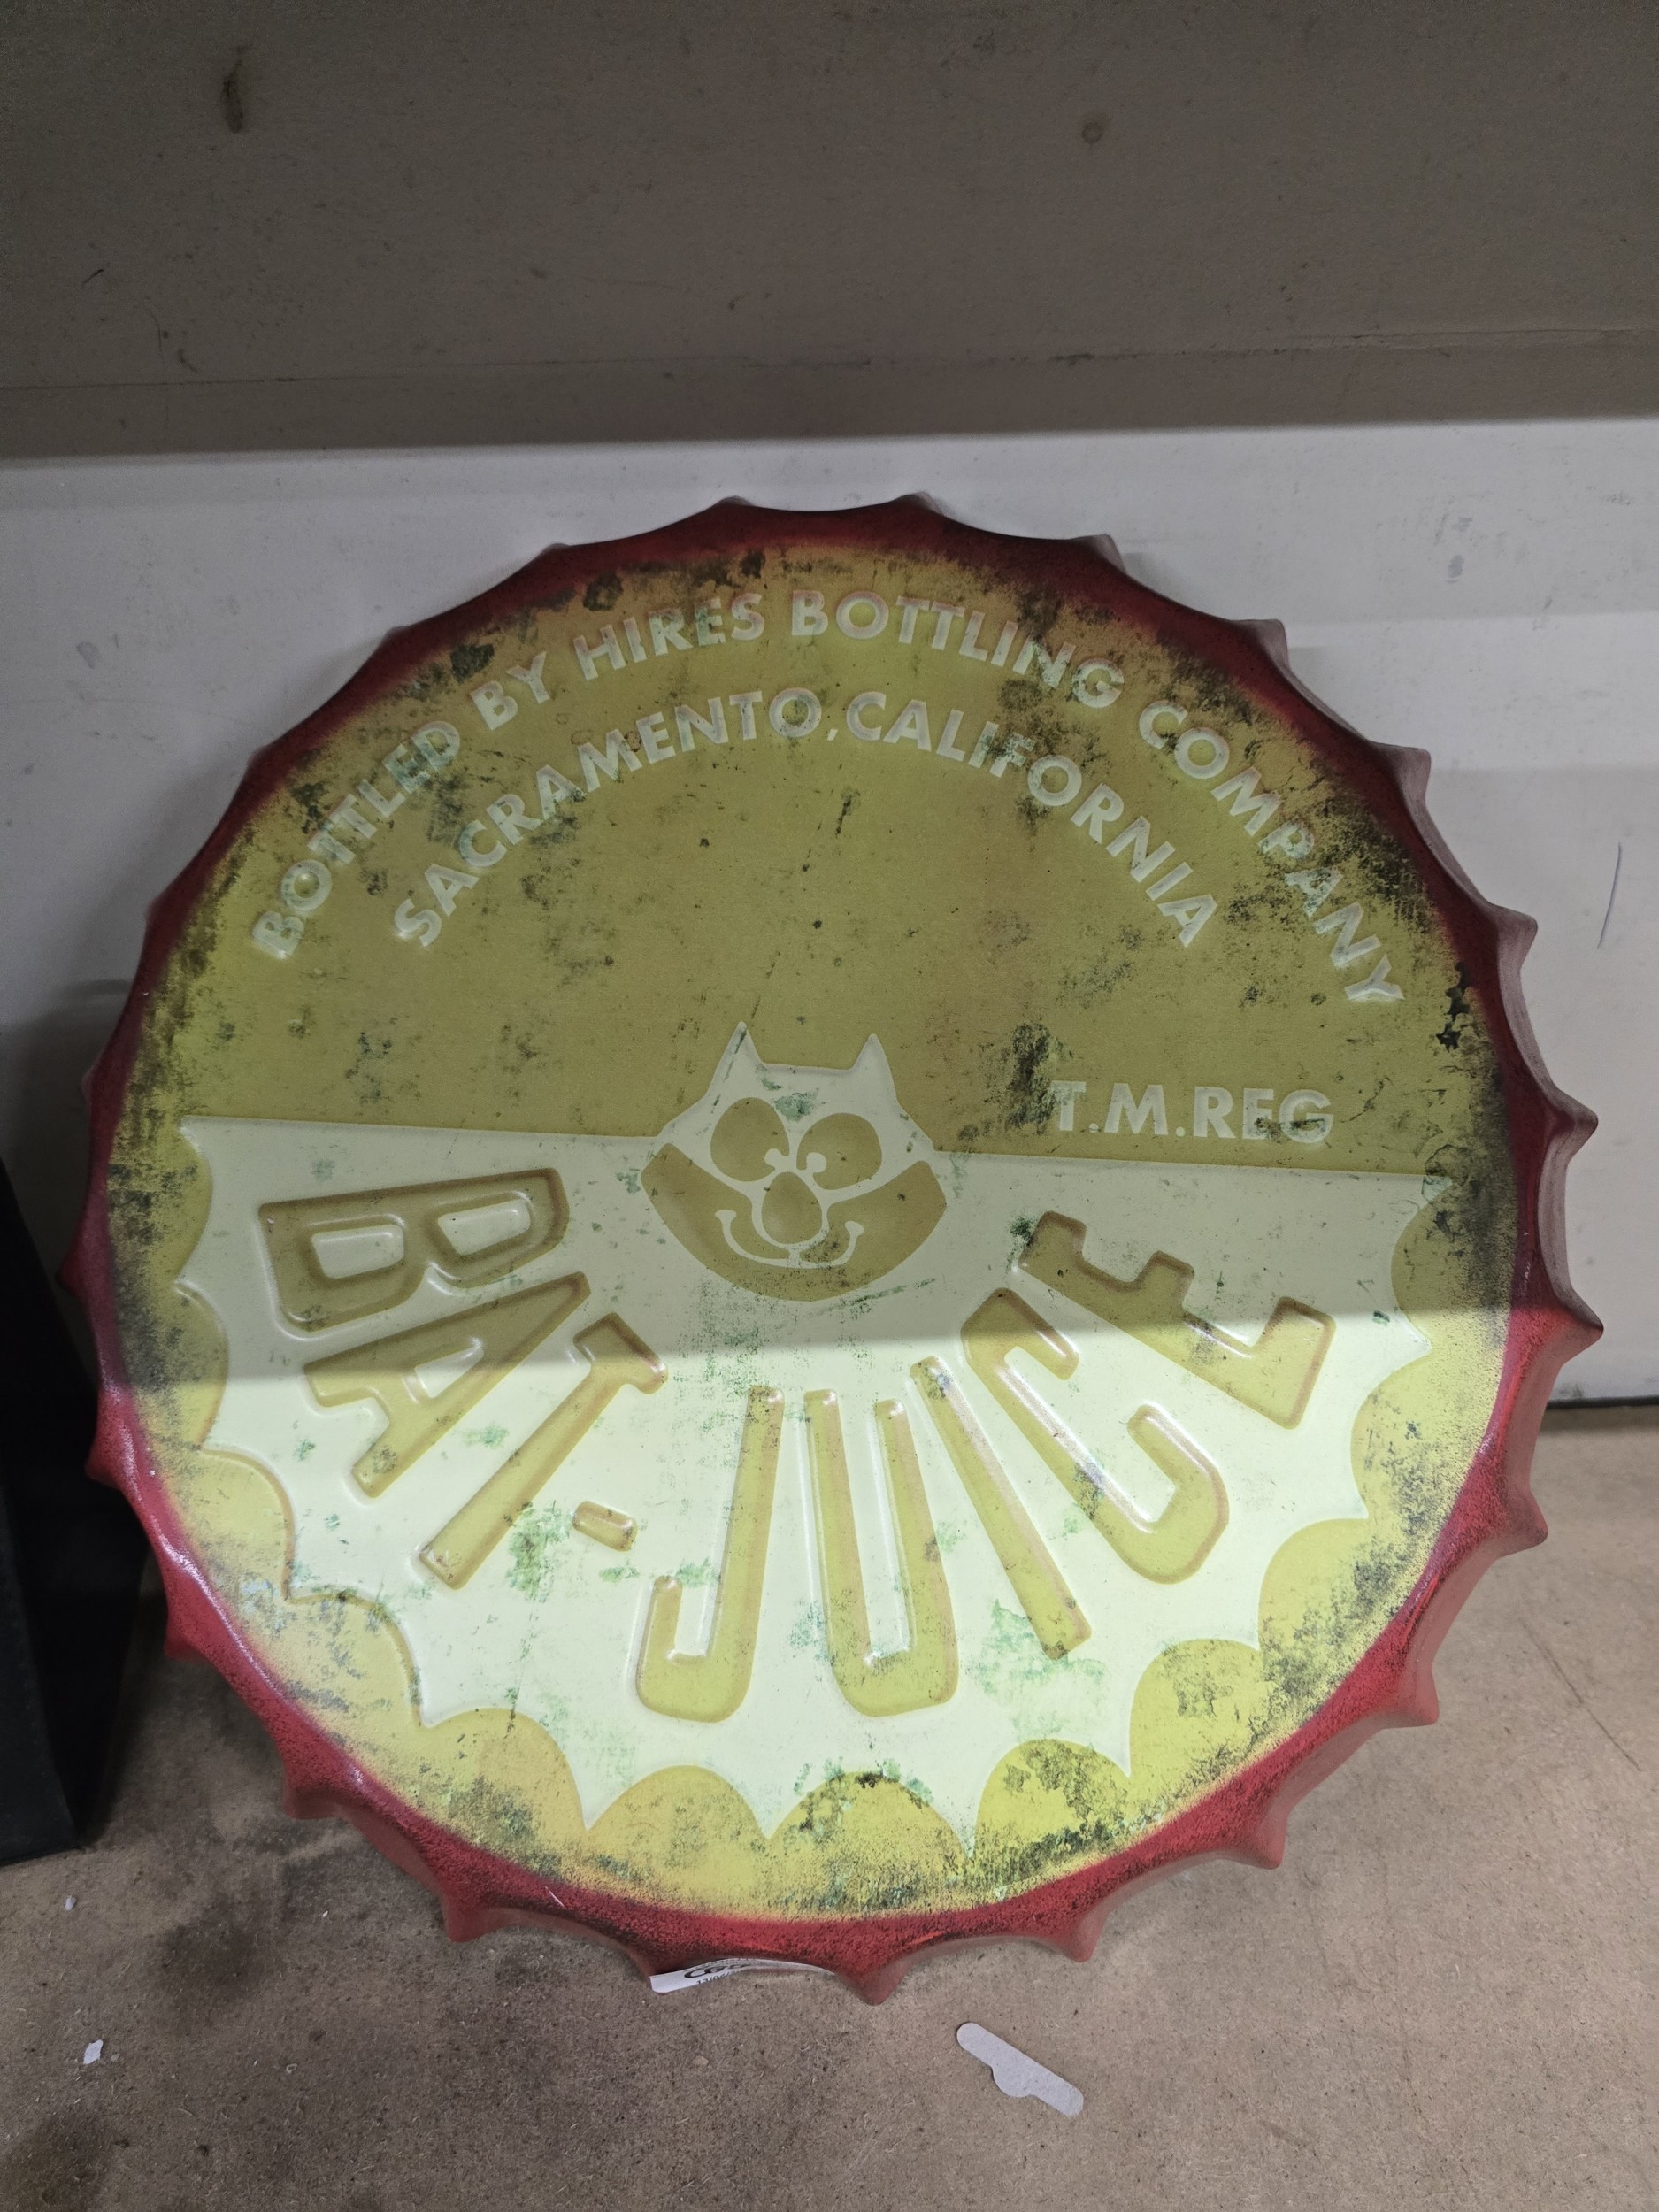 BOTTLED BY HIRES BOTTLING COMPANY
SACRAMENTO, CALIFORNIA
T.M.REG
BAT-JUICE